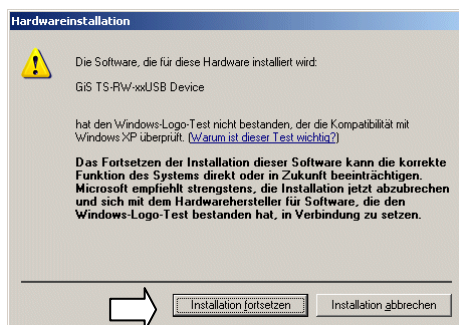 Hardwareinstallation
Die Software, die für diese Hardware installiert wird:
GiS TS-RW-xxUSB Device
hat den Windows-Logo-Test nicht bestanden, der die Kompatibilität mit
Windows XP überprüft. (Warum ist dieser Test wichtig?)
Das Fortsetzen der Installation dieser Software kann die korrekte
Funktion des Systems direkt oder in Zukunft beeinträchtigen.
Microsoft empfiehlt strengstens, die Installation jetzt abzubrechen
und sich mit dem Hardwarehersteller für Software, die den
Windows-Logo-Test bestanden hat, in Verbindung zu setzen.
Installation fortsetzen
Installation abbrechen